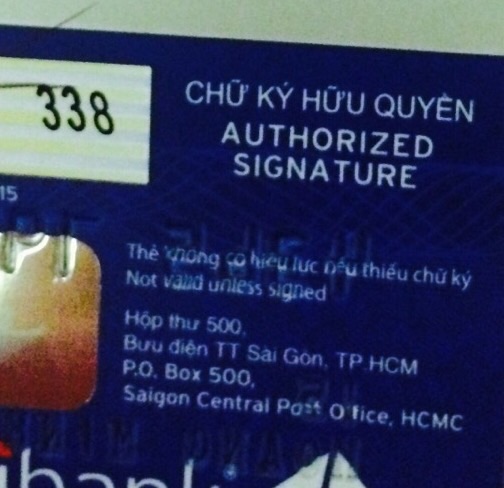 338
CHỮ KÝ HỮU QUYỀN
AUTHORIZED
SIGNATURE
15
Thẻ không có hiệu lực nếu thiếu chữ ký
Not valid unless signed
Hộp thư 500,
Bưu điện TT Sài Gòn, TP.HCM
P.O. Box 500,
Saigon Central Post Office, HCMC
ibank